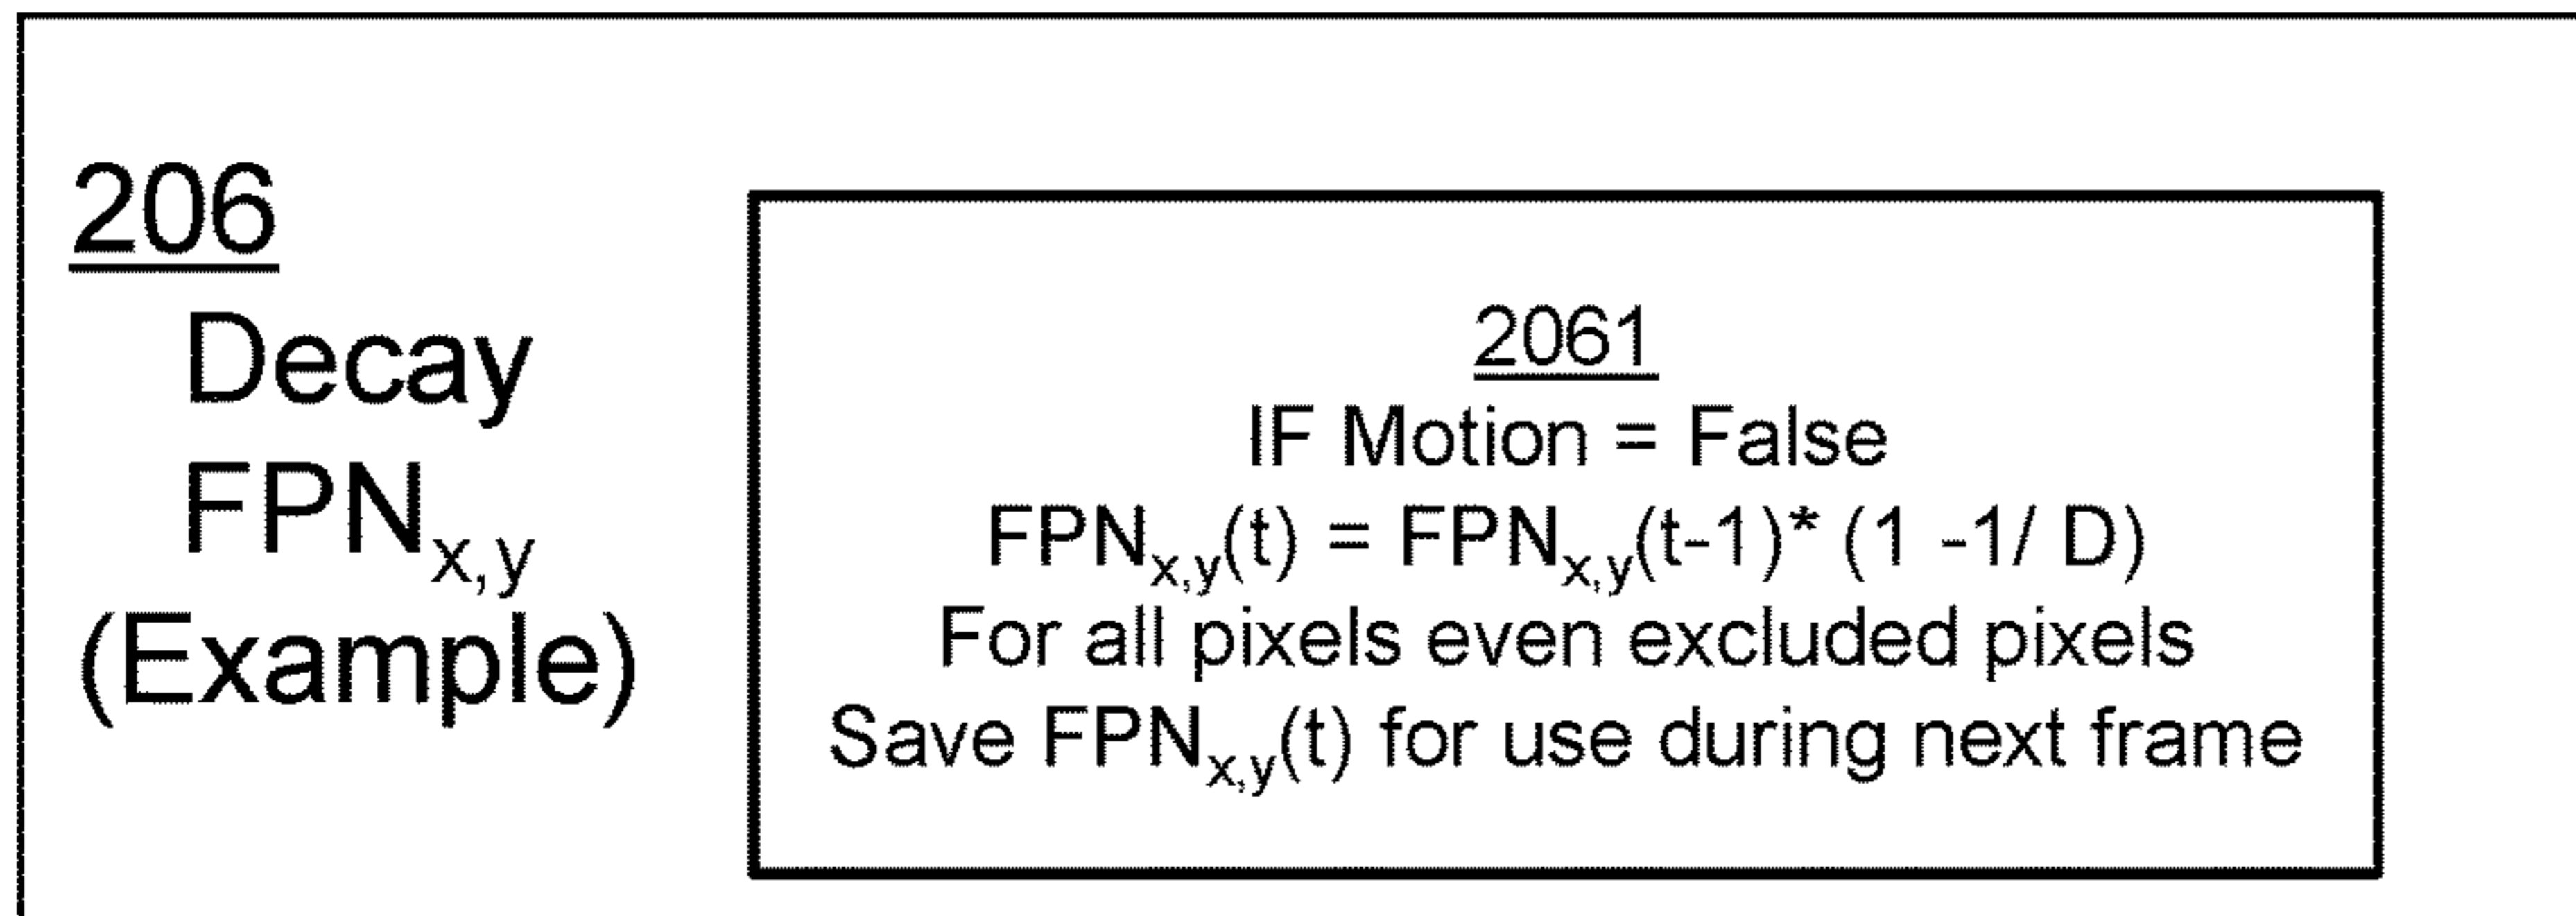 206
Decay
FPNx,y
(Example)
2061
IF Motion = False
FPNx,y(t) = FPNx,y(t-1)* (1 -1/ D)
For all pixels even excluded pixels
Save FPNx,y(t) for use during next frame